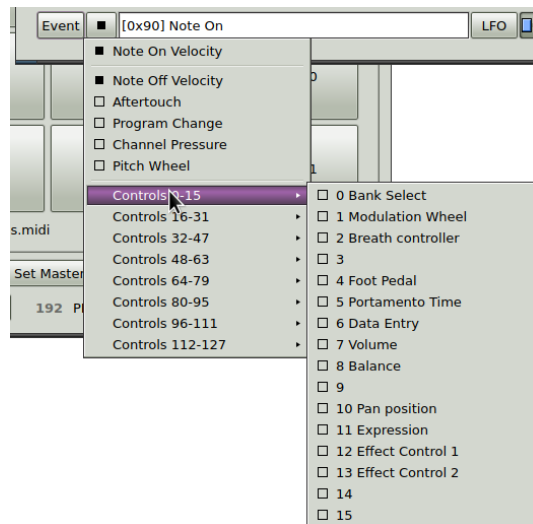 Event
[0x90] Note On
LFO
Note On Velocity
Note Off Velocity
Aftertouch
Program Change
Channel Pressure
Pitch Wheel
0
1
Controls 0-15
Controls 16-31
Controls 32-47
Controls 48-63
Controls 64-79
Controls 80-95
Controls 96-111
Controls 112-127
s.midi
Set Master
192 Pl
0 Bank Select
1 Modulation Wheel
2 Breath controller
3
4 Foot Pedal
5 Portamento Time
6 Data Entry
7 Volume
8 Balance
9
10 Pan position
11 Expression
12 Effect Control 1
13 Effect Control 2
14
15